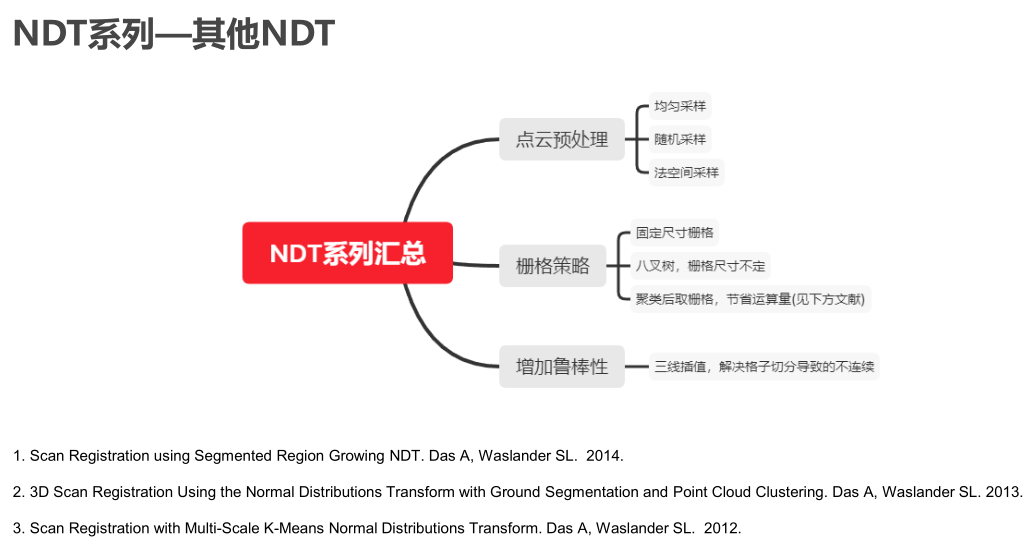 NDT系列—其他NDT
点云预处理
均匀采样
随机采样
法空间采样
NDT系列汇总
栅格策略
固定尺寸栅格
八叉树，栅格尺寸不定
聚类后取栅格，节省运算量(见下方文献)
增加鲁棒性
三线插值，解决格子切分导致的不连续
1. Scan Registration using Segmented Region Growing NDT. Das A, Waslander SL.  2014.
2. 3D Scan Registration Using the Normal Distributions Transform with Ground Segmentation and Point Cloud Clustering. Das A, Waslander SL. 2013.
3. Scan Registration with Multi-Scale K-Means Normal Distributions Transform. Das A, Waslander SL.  2012.